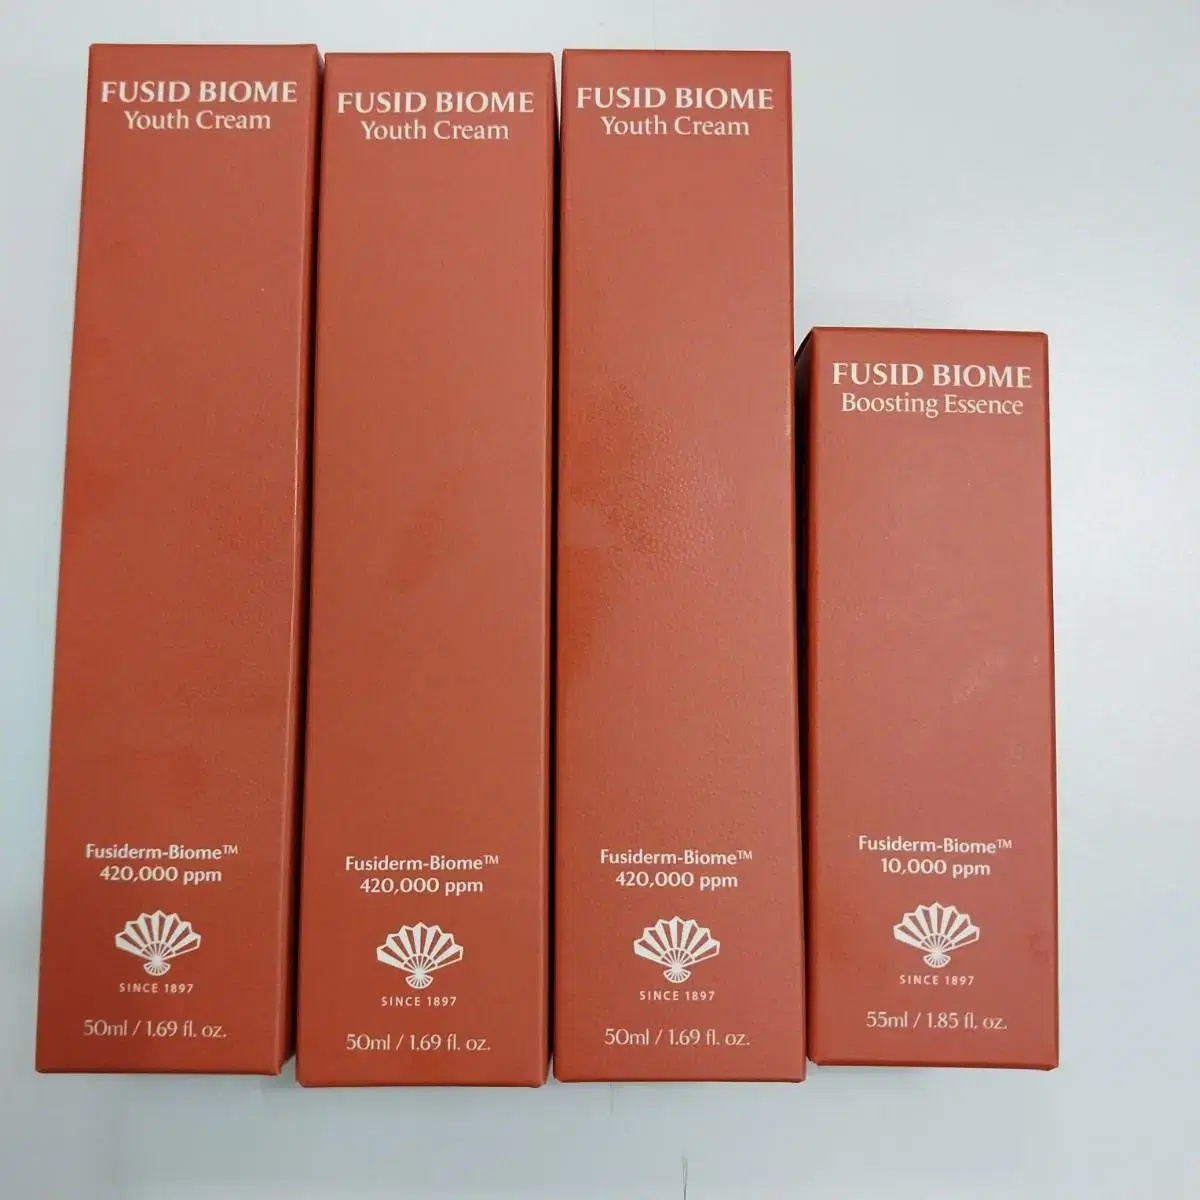 FUSID BIOME
Youth Cream
Fusiderm-Biome™
420,000 ppm
SINCE 1897
50ml / 1.69 fl. oz.
FUSID BIOME
Youth Cream
Fusiderm-Biome™
420,000 ppm
SINCE 1897
50ml / 1.69 fl. oz.
FUSID BIOME
Youth Cream
Fusiderm-Biome™
420,000 ppm
SINCE 1897
50ml / 1.69 fl. oz.
FUSID BIOME
Boosting Essence
Fusiderm-Biome™
10,000 ppm
SINCE 1897
55ml / 1.85 fl. oz.